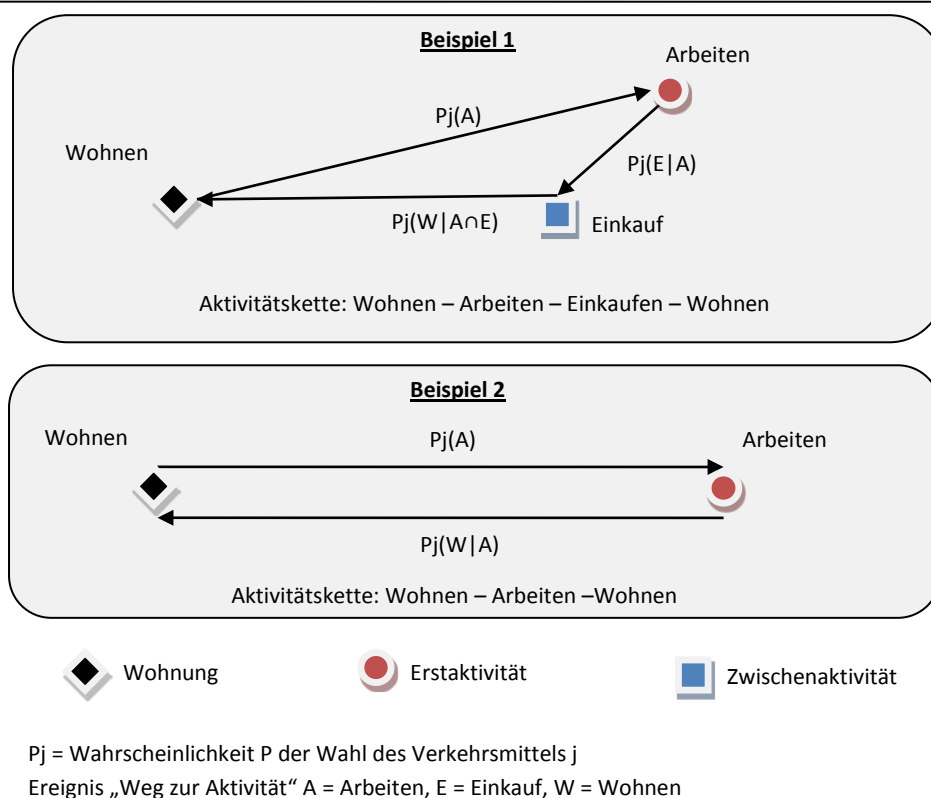 Beispiel 1
Arbeiten
Pj(A)
Wohnen
Pj(E|A)
Pj(W|A∩E)
Einkauf
Aktivitätskette: Wohnen – Arbeiten – Einkaufen – Wohnen
Beispiel 2
Wohnen
Pj(A)
Arbeiten
Pj(W|A)
Aktivitätskette: Wohnen – Arbeiten –Wohnen
Wohnung
Erstaktivität
Zwischenaktivität
Pj = Wahrscheinlichkeit P der Wahl des Verkehrsmittels j
Ereignis „Weg zur Aktivität“ A = Arbeiten, E = Einkauf, W = Wohnen